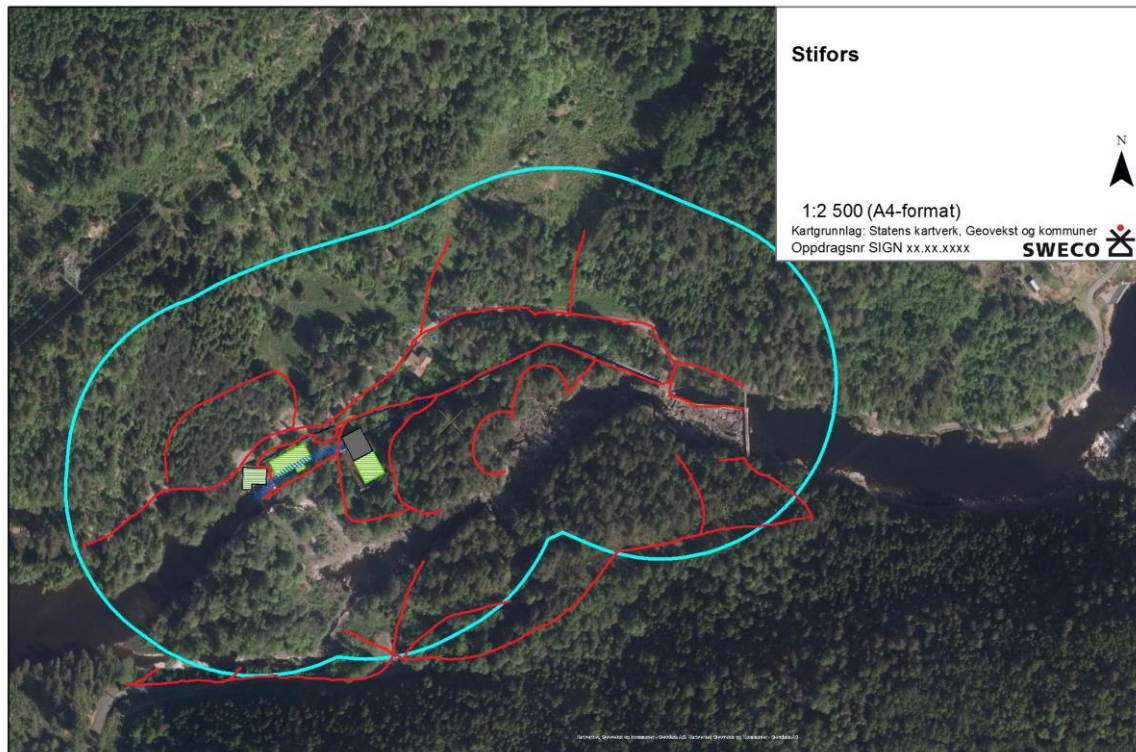 Stifors
N
1:2 500 (A4-format)
Kartgrunnlag: Statens kartverk, Geovekst og kommuner
Oppdragsnr SIGN xx.xx.xxxx
SWECO